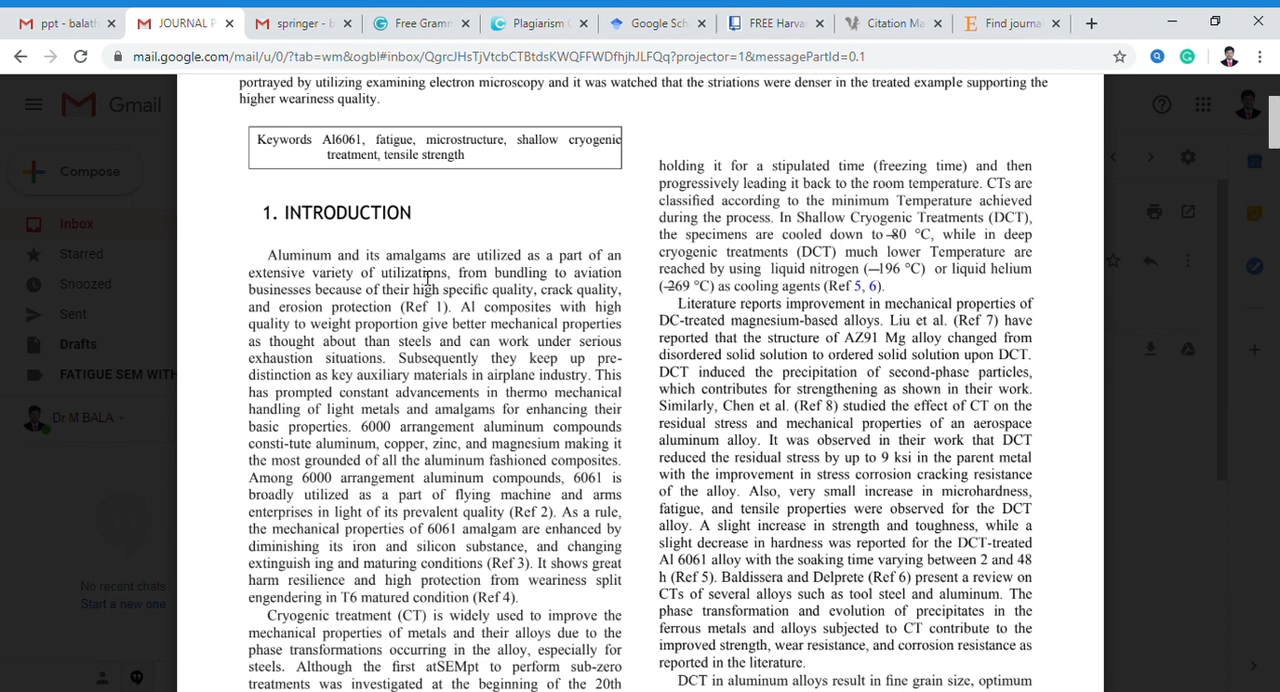 ppt - balath
JOURNAL P
springer - b
Free Gramm
Plagiarism C
Google Sch
FREE Harva
Citation Ma
Find journa
mail.google.com/mail/u/0/?tab=wm&ogbl#inbox/QgrcJHsTjVtcbCTBtdsKWQFFWDfhjhJLFQq?projector=1&messagePartId=0.1
Gmail
Compose
Inbox
Starred
Snoozed
Sent
Drafts
FATIGUE SEM WITH
Dr M BALA
No recent chats
Start a new one
portrayed by utilizing examining electron microscopy and it was watched that the striations were denser in the treated example supporting the
higher weariness quality.
Keywords Al6061, fatigue, microstructure, shallow cryogenic
treatment, tensile strength
1. INTRODUCTION
Aluminum and its amalgams are utilized as a part of an
extensive variety of utilizations, from bundling to aviation
businesses because of their high specific quality, crack quality,
and erosion protection (Ref 1). Al composites with high
quality to weight proportion give better mechanical properties
as thought about than steels and can work under serious
exhaustion situations. Subsequently they keep up pre-
distinction as key auxiliary materials in airplane industry. This
has prompted constant advancements in thermo mechanical
handling of light metals and amalgams for enhancing their
basic properties. 6000 arrangement aluminum compounds
consti-tute aluminum, copper, zinc, and magnesium making it
the most grounded of all the aluminum fashioned composites.
Among 6000 arrangement aluminum compounds, 6061 is
broadly utilized as a part of flying machine and arms
enterprises in light of its prevalent quality (Ref 2). As a rule,
the mechanical properties of 6061 amalgam are enhanced by
diminishing its iron and silicon substance, and changing
extinguish ing and maturing conditions (Ref 3). It shows great
harm resilience and high protection from weariness split
engendering in T6 matured condition (Ref 4).
Cryogenic treatment (CT) is widely used to improve the
mechanical properties of metals and their alloys due to the
phase transformations occurring in the alloy, especially for
steels. Although the first atSEMpt to perform sub-zero
treatments was investigated at the beginning of the 20th
holding it for a stipulated time (freezing time) and then
progressively leading it back to the room temperature. CTs are
classified according to the minimum Temperature achieved
during the process. In Shallow Cryogenic Treatments (DCT),
the specimens are cooled down to -80 °C, while in deep
cryogenic treatments (DCT) much lower Temperature are
reached by using liquid nitrogen (—196 °C) or liquid helium
(-269 °C) as cooling agents (Ref 5, 6).
Literature reports improvement in mechanical properties of
DC-treated magnesium-based alloys. Liu et al. (Ref 7) have
reported that the structure of AZ91 Mg alloy changed from
disordered solid solution to ordered solid solution upon DCT.
DCT induced the precipitation of second-phase particles,
which contributes for strengthening as shown in their work.
Similarly, Chen et al. (Ref 8) studied the effect of CT on the
residual stress and mechanical properties of an aerospace
aluminum alloy. It was observed in their work that DCT
reduced the residual stress by up to 9 ksi in the parent metal
with the improvement in stress corrosion cracking resistance
of the alloy. Also, very small increase in microhardness,
fatigue, and tensile properties were observed for the DCT
alloy. A slight increase in strength and toughness, while a
slight decrease in hardness was reported for the DCT-treated
Al 6061 alloy with the soaking time varying between 2 and 48
h (Ref 5). Baldissera and Delprete (Ref 6) present a review on
CTs of several alloys such as tool steel and aluminum. The
phase transformation and evolution of precipitates in the
ferrous metals and alloys subjected to CT contribute to the
improved strength, wear resistance, and corrosion resistance as
reported in the literature.
DCT in aluminum alloys result in fine grain size, optimum